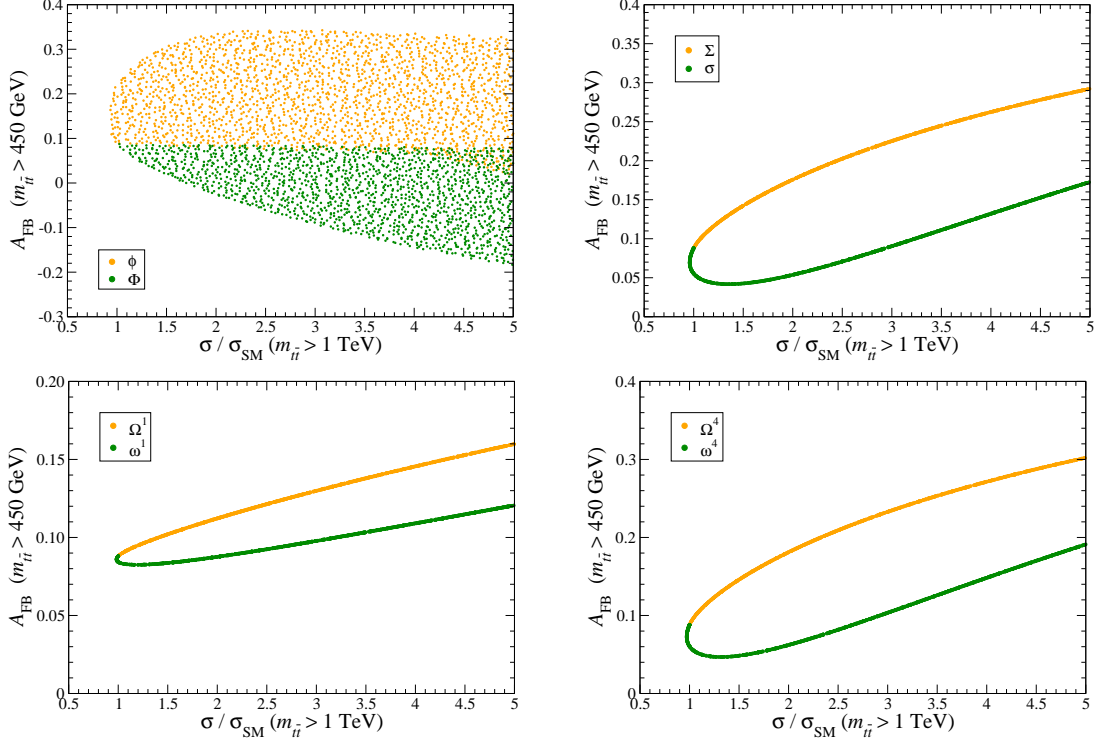 0.4
0.3
0.2
0.1
0
-0.1
-0.2
-0.3
A_FB (m_tt̄ > 450 GeV)
ϕ
Φ
0.5 1 1.5 2 2.5 3 3.5 4 4.5 5
σ / σ_SM (m_tt̄ > 1 TeV)
0.4
0.35
0.3
0.25
0.2
0.15
0.1
0.05
0
A_FB (m_tt̄ > 450 GeV)
Σ
σ
0.5 1 1.5 2 2.5 3 3.5 4 4.5 5
σ / σ_SM (m_tt̄ > 1 TeV)
0.20
0.15
0.10
0.05
0
A_FB (m_tt̄ > 450 GeV)
Ω^1
ω^1
0.5 1 1.5 2 2.5 3 3.5 4 4.5 5
σ / σ_SM (m_tt̄ > 1 TeV)
0.4
0.3
0.2
0.1
0
A_FB (m_tt̄ > 450 GeV)
Ω^4
ω^4
0.5 1 1.5 2 2.5 3 3.5 4 4.5 5
σ / σ_SM (m_tt̄ > 1 TeV)